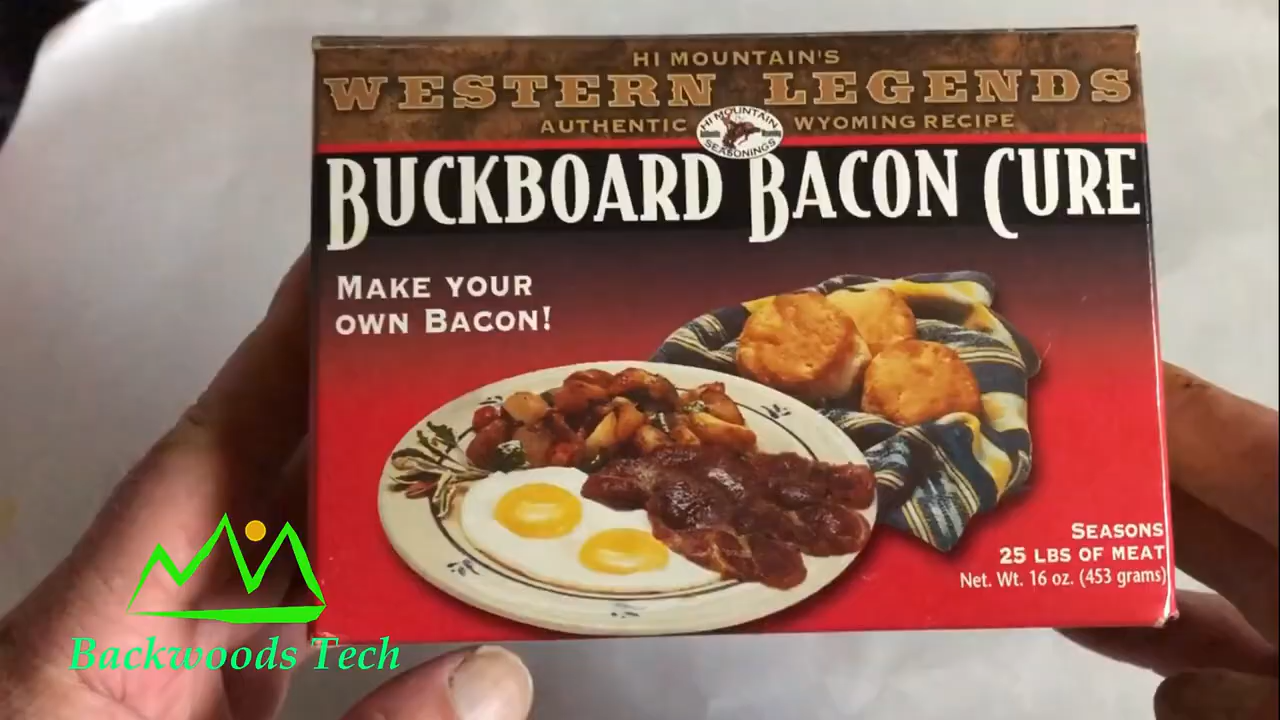 HI MOUNTAIN'S
WESTERN LEGENDS
AUTHENTIC WYOMING RECIPE
HI MOUNTAIN
SEASONINGS
BUCKBOARD BACON CURE
MAKE YOUR
OWN BACON!
SEASONS
25 LBS OF MEAT
Net. Wt. 16 oz. (453 grams)
Backwoods Tech